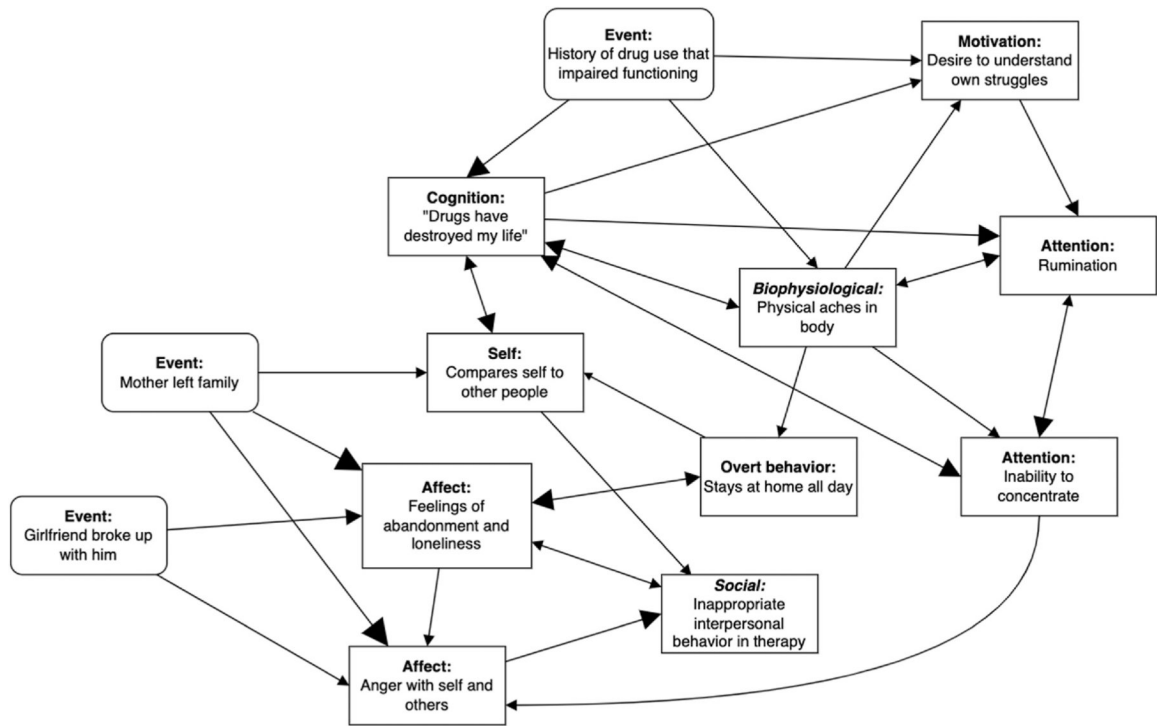 Event:
History of drug use that
impaired functioning
Motivation:
Desire to understand
own struggles
Cognition:
"Drugs have
destroyed my life"
Attention:
Rumination
Biophysiological:
Physical aches in
body
Event:
Mother left family
Self:
Compares self to
other people
Overt behavior:
Stays at home all day
Attention:
Inability to
concentrate
Affect:
Feelings of
abandonment and
loneliness
Event:
Girlfriend broke up
with him
Social:
Inappropriate
interpersonal
behavior in therapy
Affect:
Anger with self and
others